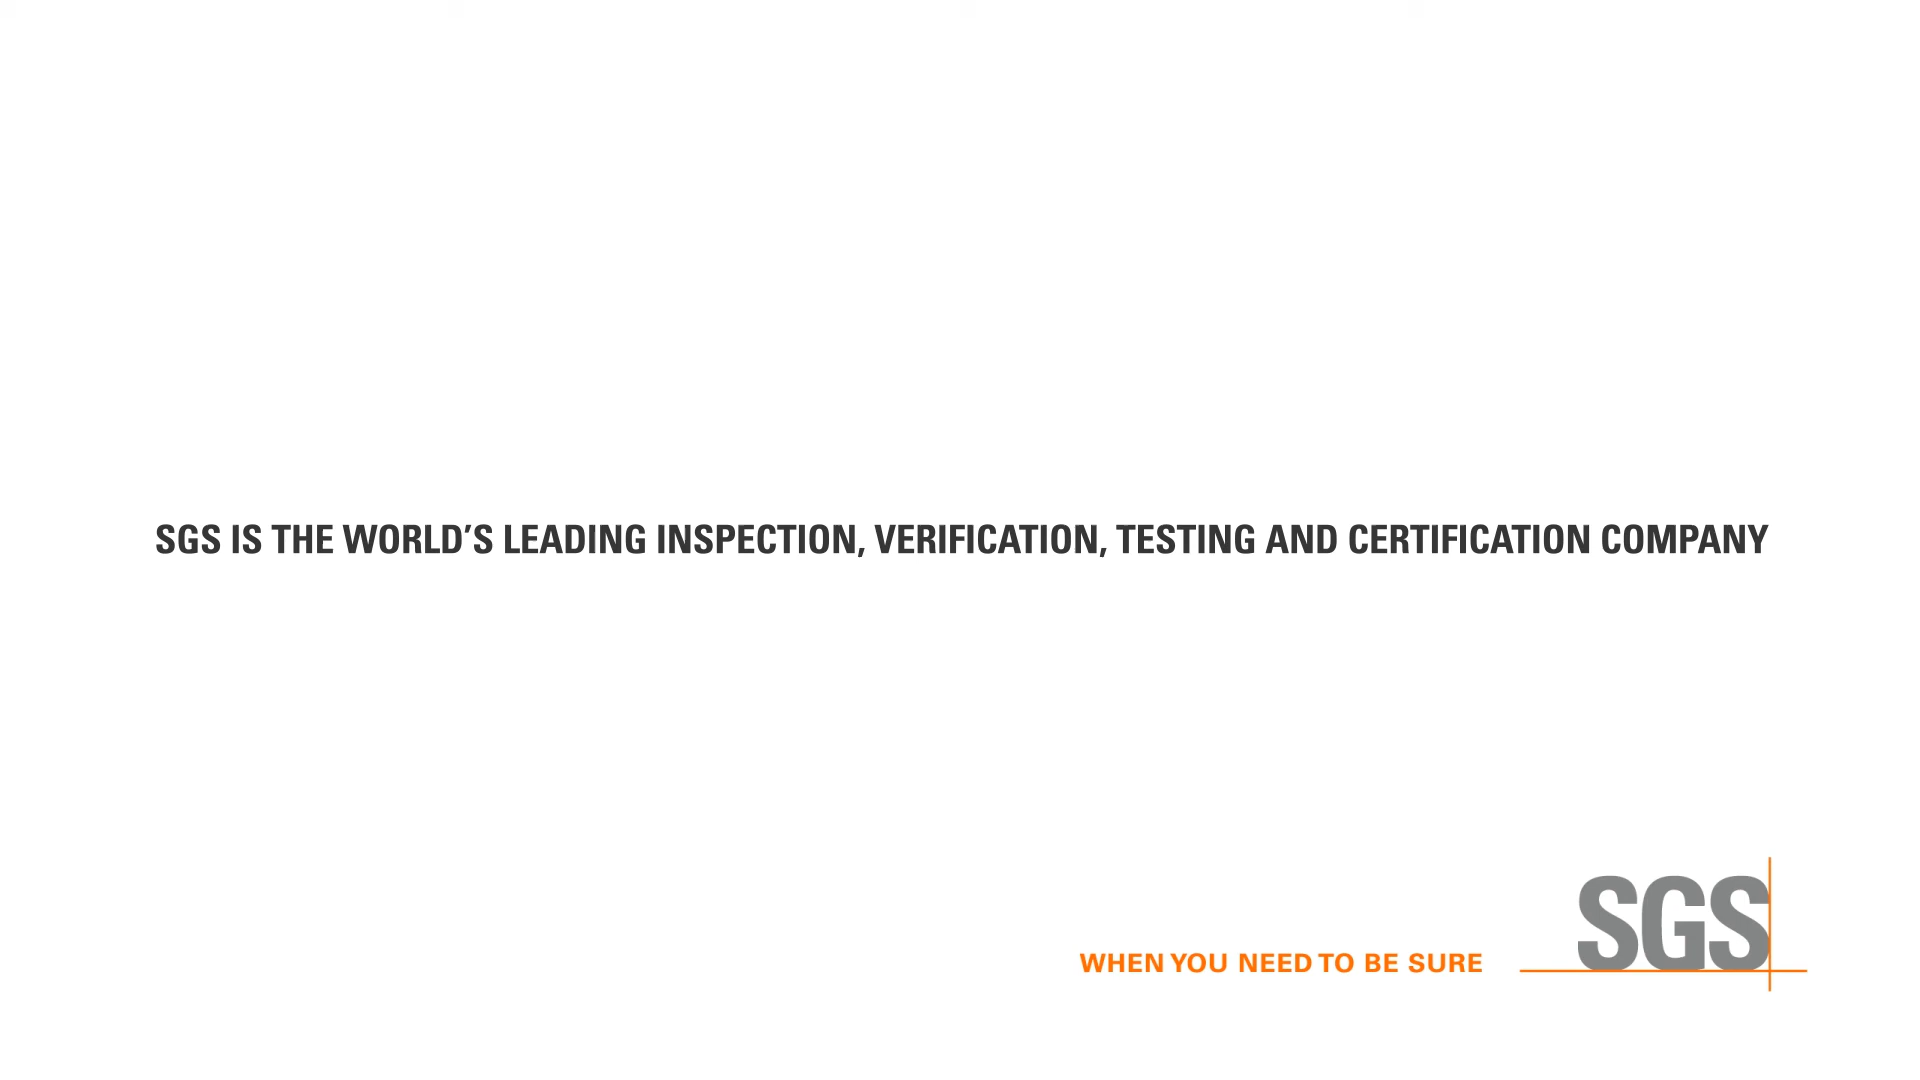 SGS IS THE WORLD’S LEADING INSPECTION, VERIFICATION, TESTING AND CERTIFICATION COMPANY
WHEN YOU NEED TO BE SURE
SGS